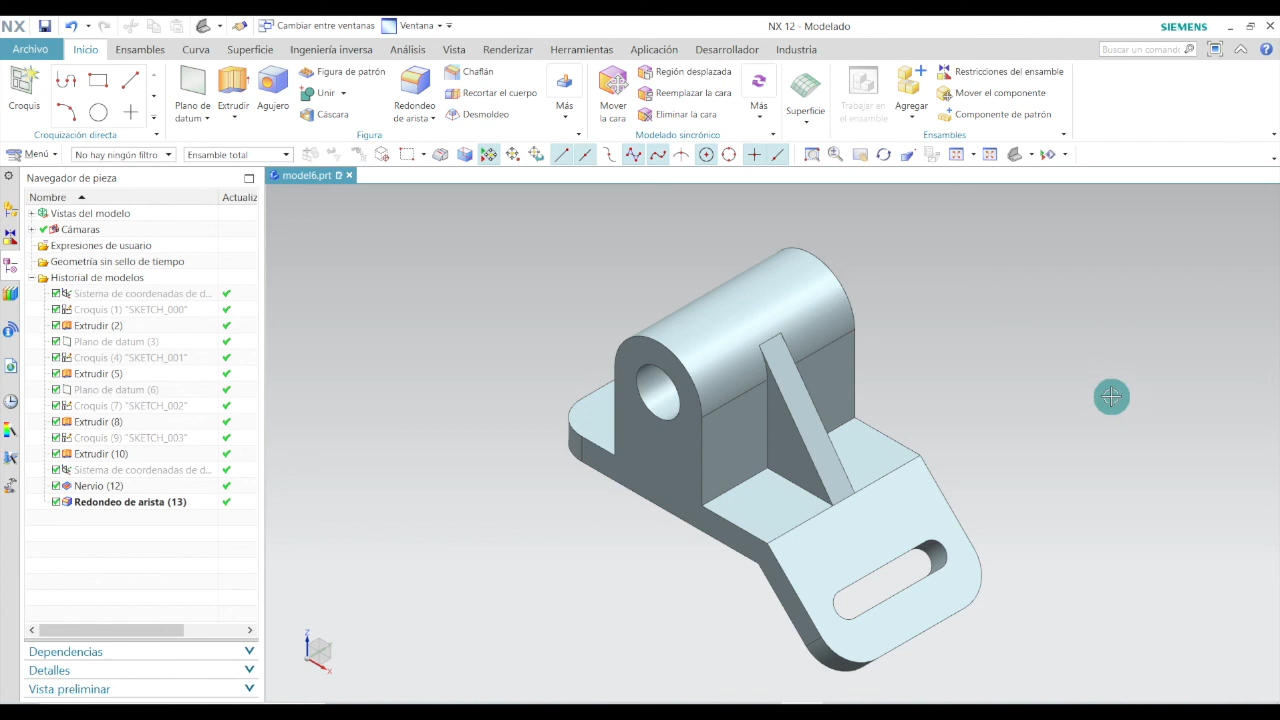 NX
Cambiar entre ventanas
Ventana
NX 12 - Modelado
SIEMENS
Archivo Inicio Ensambles Curva Superficie Ingeniería inversa Análisis Vista Renderizar Herramientas Aplicación Desarrollador Industria
Buscar un comando
Croquis
Croquización directa
Plano de datum
Extrudir
Agujero
Figura de patrón
Unir
Cáscara
Redondeo de arista
Chaflán
Recortar el cuerpo
Desmoldeo
Más
Figura
Mover la cara
Región desplazada
Reemplazar la cara
Eliminar la cara
Más
Modelado sincrónico
Superficie
Trabajar en el ensamble
Agregar
Restricciones del ensamble
Mover el componente
Componente de patrón
Ensambles
Menú
No hay ningún filtro
Ensamble total
Navegador de pieza
model6.prt
Nombre Actualiz
Vistas del modelo
Cámaras
Expresiones de usuario
Geometría sin sello de tiempo
Historial de modelos
Sistema de coordenadas de d...
Croquis (1) "SKETCH_000"
Extrudir (2)
Plano de datum (3)
Croquis (4) "SKETCH_001"
Extrudir (5)
Plano de datum (6)
Croquis (7) "SKETCH_002"
Extrudir (8)
Croquis (9) "SKETCH_003"
Extrudir (10)
Sistema de coordenadas de d...
Nervio (12)
Redondeo de arista (13)
Dependencias
Detalles
Vista preliminar
Z
X